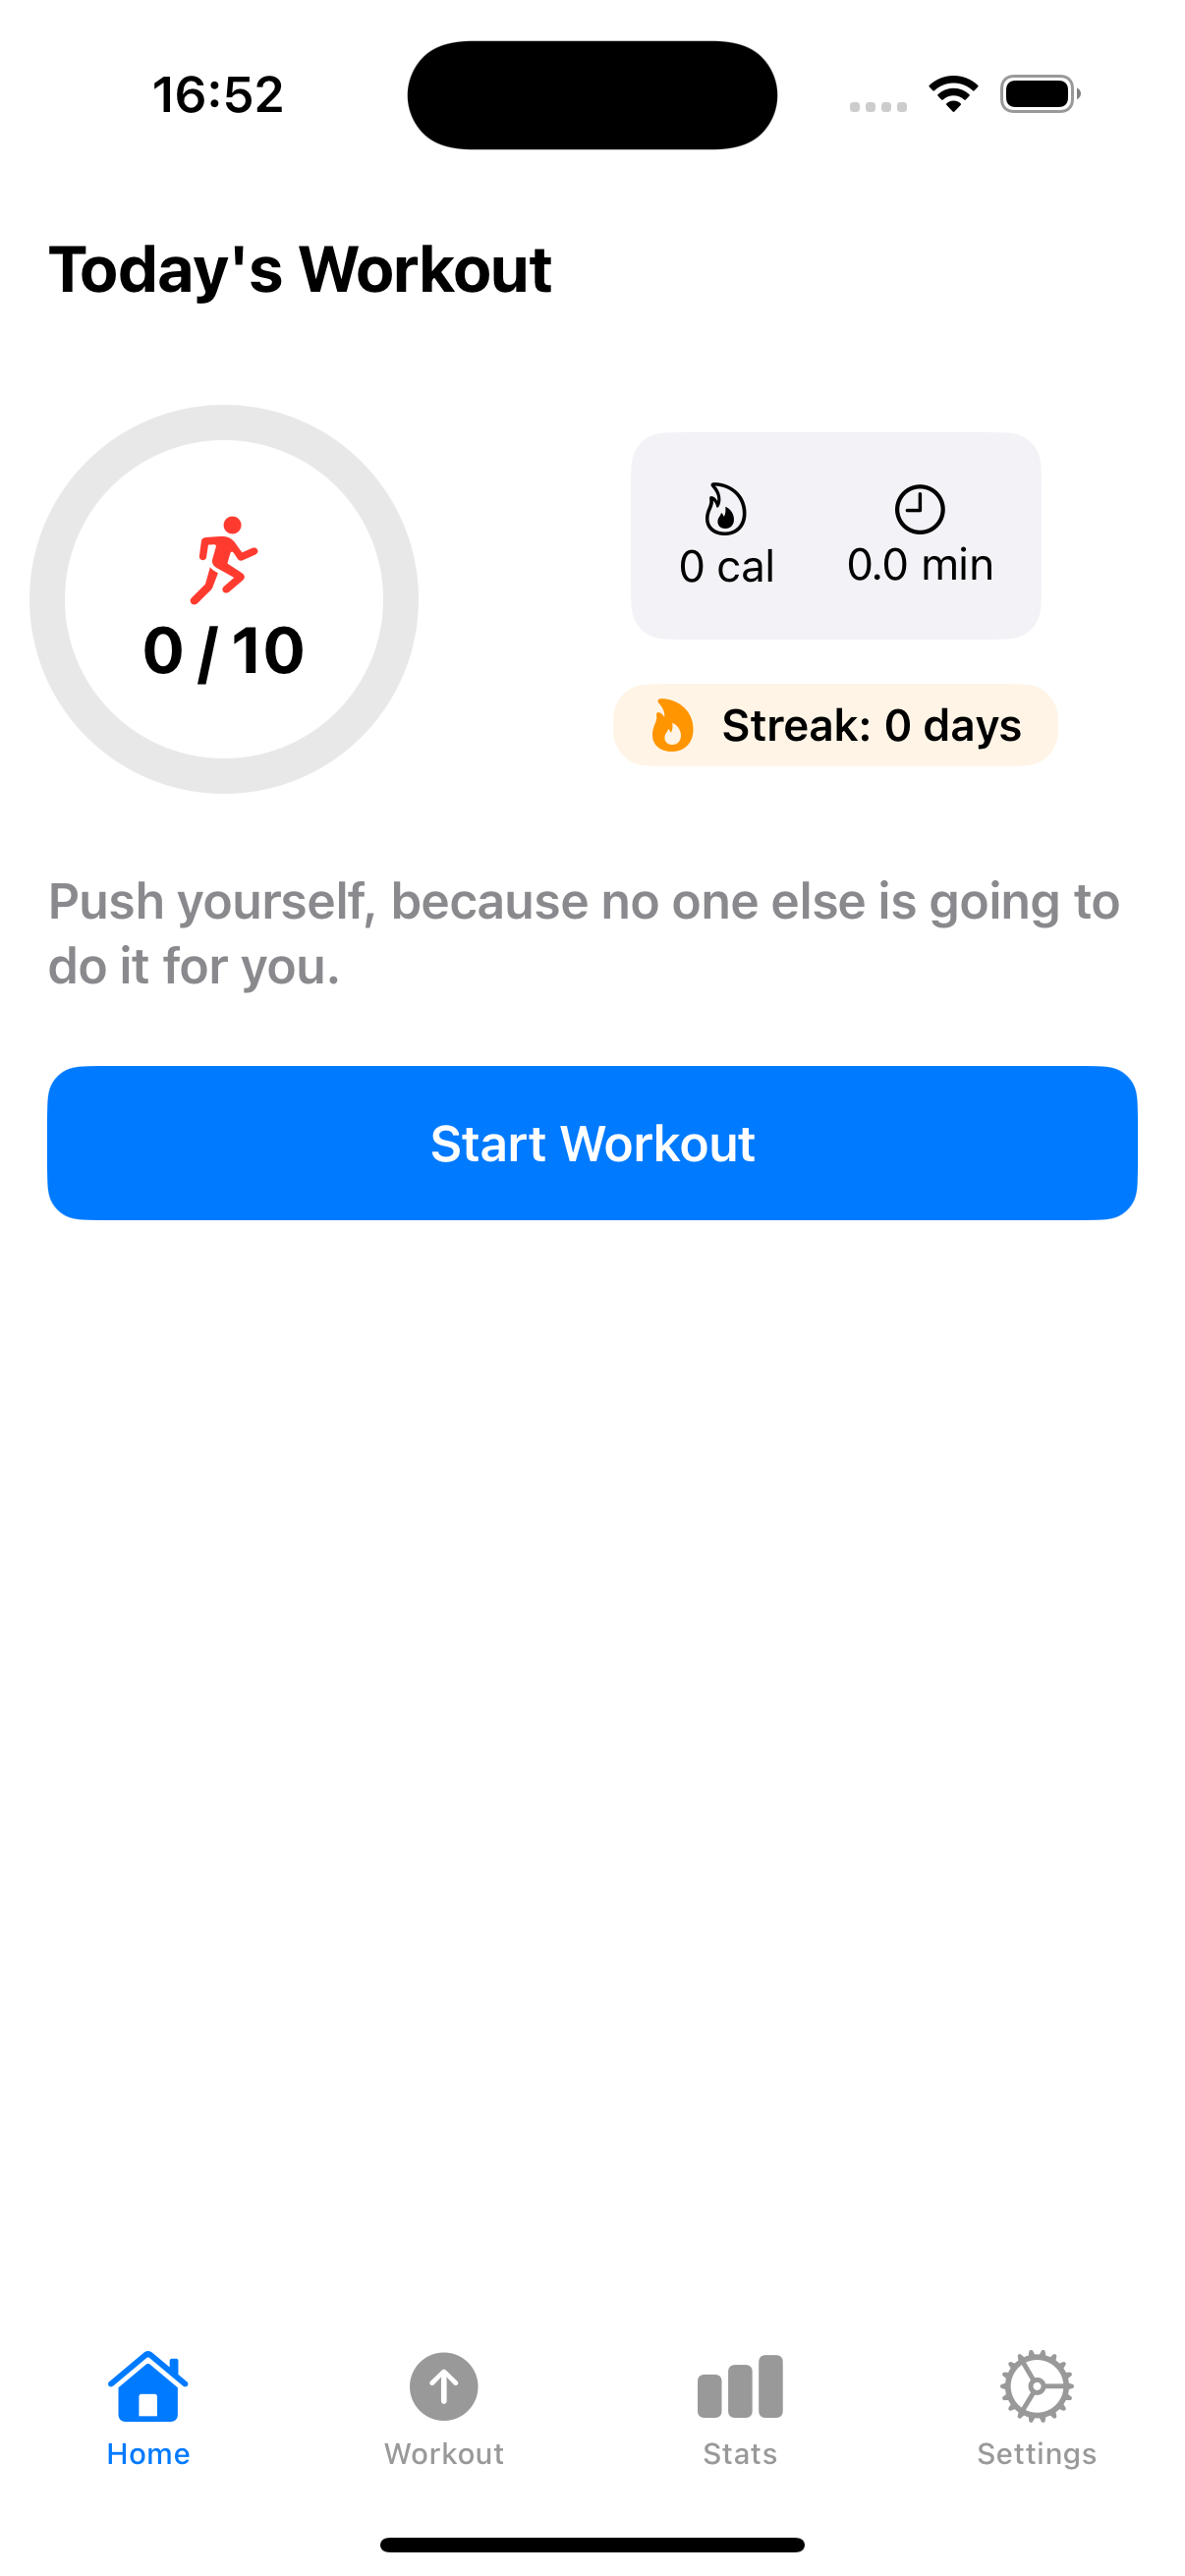 16:52
Today's Workout
0 / 10
0 cal
0.0 min
Streak: 0 days
Push yourself, because no one else is going to
do it for you.
Start Workout
Home
Workout
Stats
Settings